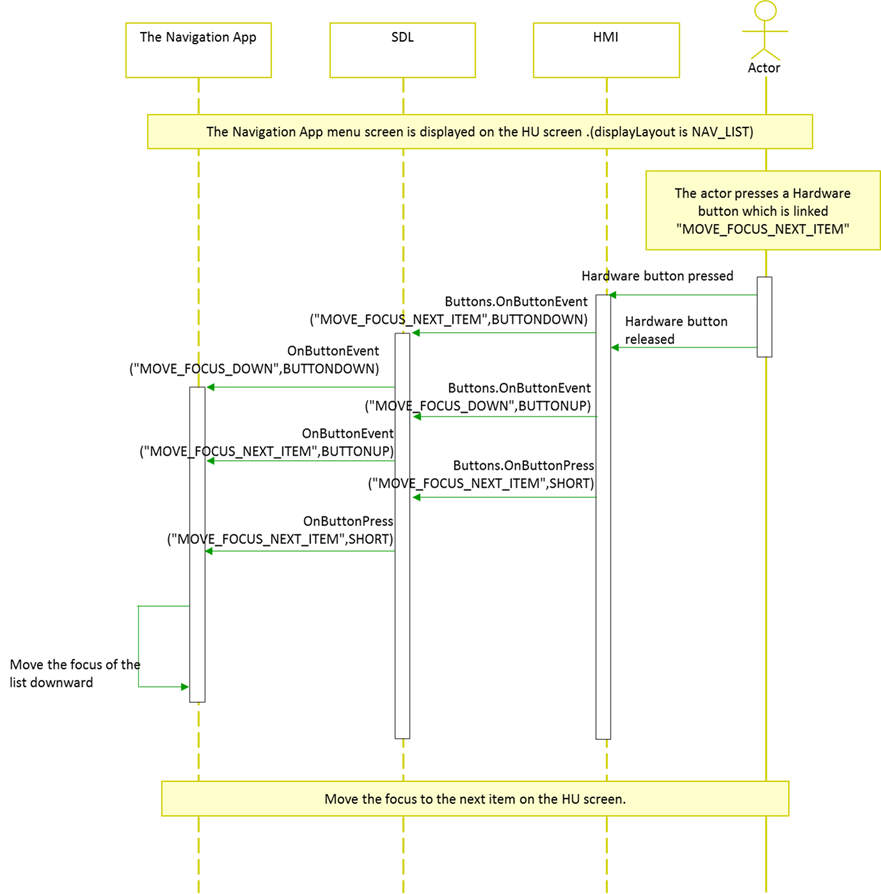 The Navigation App
SDL
HMI
Actor
The Navigation App menu screen is displayed on the HU screen .(displayLayout is NAV_LIST)
The actor presses a Hardware
button which is linked
"MOVE_FOCUS_NEXT_ITEM"
Hardware button pressed
Buttons.OnButtonEvent
("MOVE_FOCUS_NEXT_ITEM",BUTTONDOWN)
Hardware button
released
OnButtonEvent
("MOVE_FOCUS_DOWN",BUTTONDOWN)
Buttons.OnButtonEvent
("MOVE_FOCUS_DOWN",BUTTONUP)
OnButtonEvent
("MOVE_FOCUS_NEXT_ITEM",BUTTONUP)
Buttons.OnButtonPress
("MOVE_FOCUS_NEXT_ITEM",SHORT)
OnButtonPress
("MOVE_FOCUS_NEXT_ITEM",SHORT)
Move the focus of the
list downward
Move the focus to the next item on the HU screen.